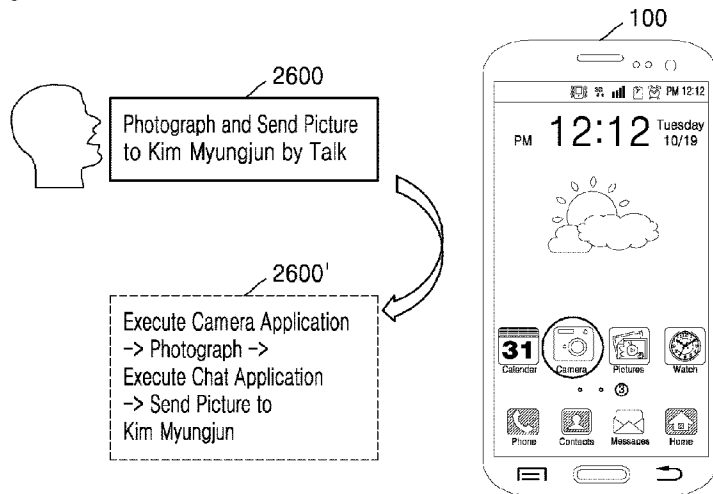 100
2600
Photograph and Send Picture
to Kim Myungjun by Talk
2600'
Execute Camera Application
-> Photograph ->
Execute Chat Application
-> Send Picture to
Kim Myungjun
PM 12:12
PM 12:12 Tuesday
10/19
31
Calendar Camera Pictures Watch
3
Phone Contacts Messages Home